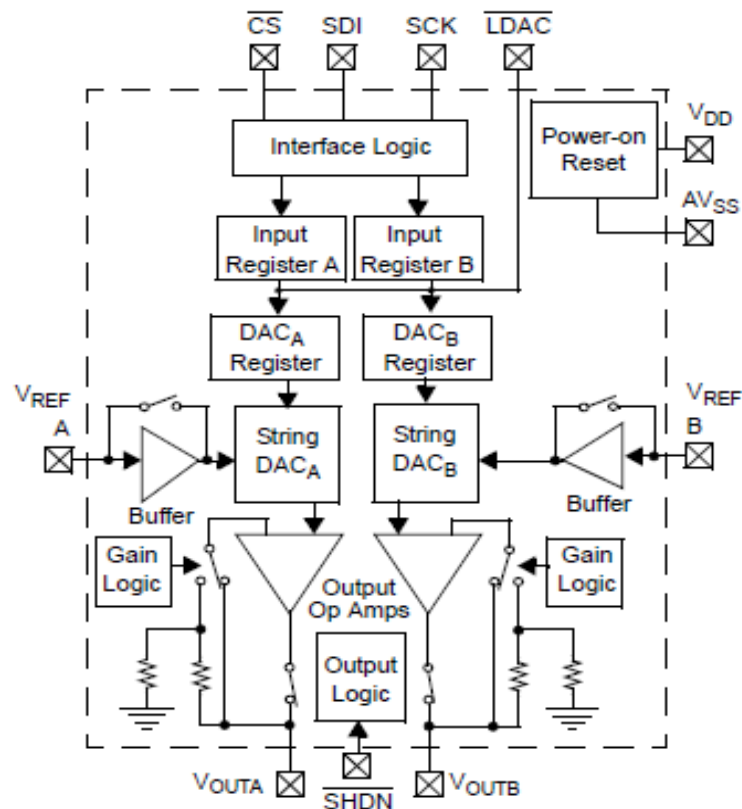 CS SDI SCK LDAC
Interface Logic
Power-on
Reset
VDD
AVSS
Input
Register A
Input
Register B
DACA
Register
DACB
Register
VREF
A
String
DACA
String
DACB
VREF
B
Buffer
Buffer
Gain
Logic
Output
Op Amps
Gain
Logic
Output
Logic
VOUTA
SHDN
VOUTB